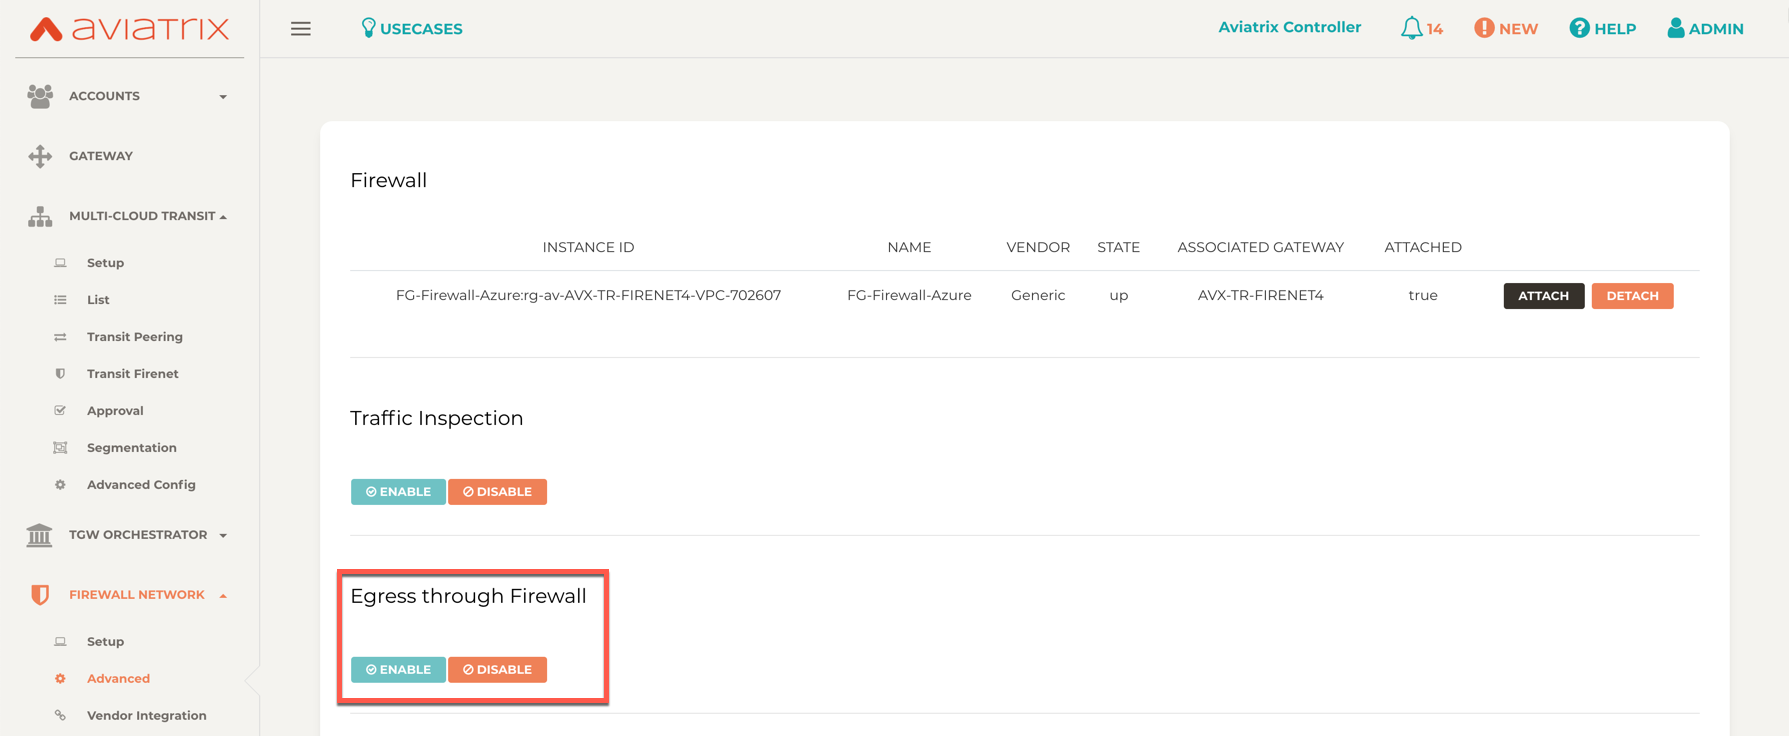 aviatrix
USECASES
Aviatrix Controller
14
NEW
HELP
ADMIN
ACCOUNTS
GATEWAY
MULTI-CLOUD TRANSIT
Setup
List
Transit Peering
Transit Firenet
Approval
Segmentation
Advanced Config
TGW ORCHESTRATOR
FIREWALL NETWORK
Setup
Advanced
Vendor Integration
Firewall
INSTANCE ID NAME VENDOR STATE ASSOCIATED GATEWAY ATTACHED
FG-Firewall-Azure:rg-av-AVX-TR-FIRENET4-VPC-702607 FG-Firewall-Azure Generic up AVX-TR-FIRENET4 true ATTACH DETACH
Traffic Inspection
ENABLE DISABLE
Egress through Firewall
ENABLE DISABLE